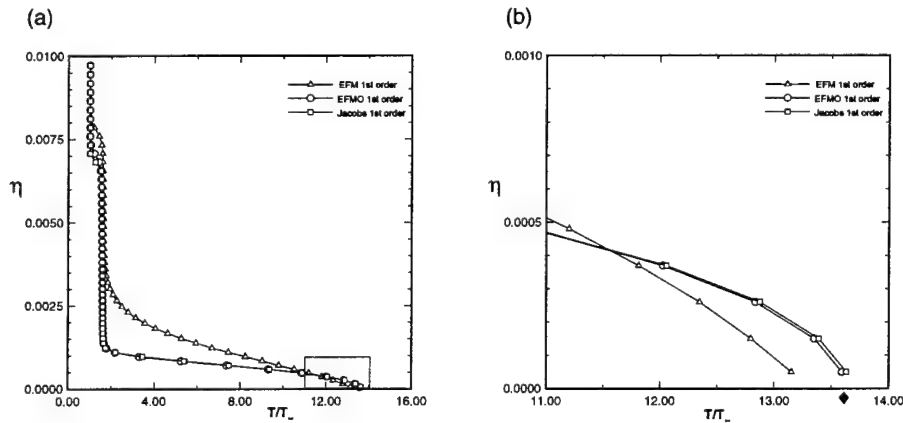 (a)
0.0100
0.0075
η
0.0050
0.0025
0.0000
0.00
4.00
8.00
12.00
16.00
T/T∞
EFM 1st order
EFMO 1st order
Jacobs 1st order
(b)
0.0010
η
0.0005
0.0000
11.00
12.00
13.00
14.00
T/T∞
EFM 1st order
EFMO 1st order
Jacobs 1st order